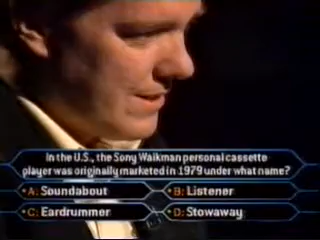 In the U.S., the Sony Walkman personal cassette
player was originally marketed in 1979 under what name?
A: Soundabout
B: Listener
C: Eardrummer
D: Stowaway